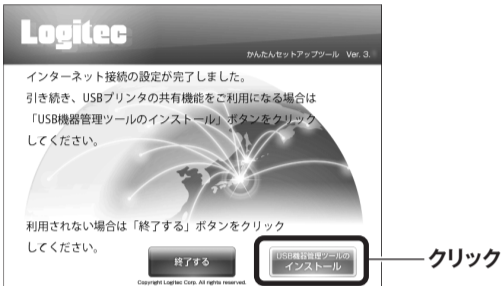 Logitec
かんたんセットアップツール Ver. 3.
インターネット接続の設定が完了しました。
引き続き、USBプリンタの共有機能をご利用になる場合は
「USB機器管理ツールのインストール」ボタンをクリック
してください。
利用されない場合は「終了する」ボタンをクリック
してください。
終了する
USB機器管理ツールの
インストール
クリック
Copyright Logitec Corp. All rights reserved.